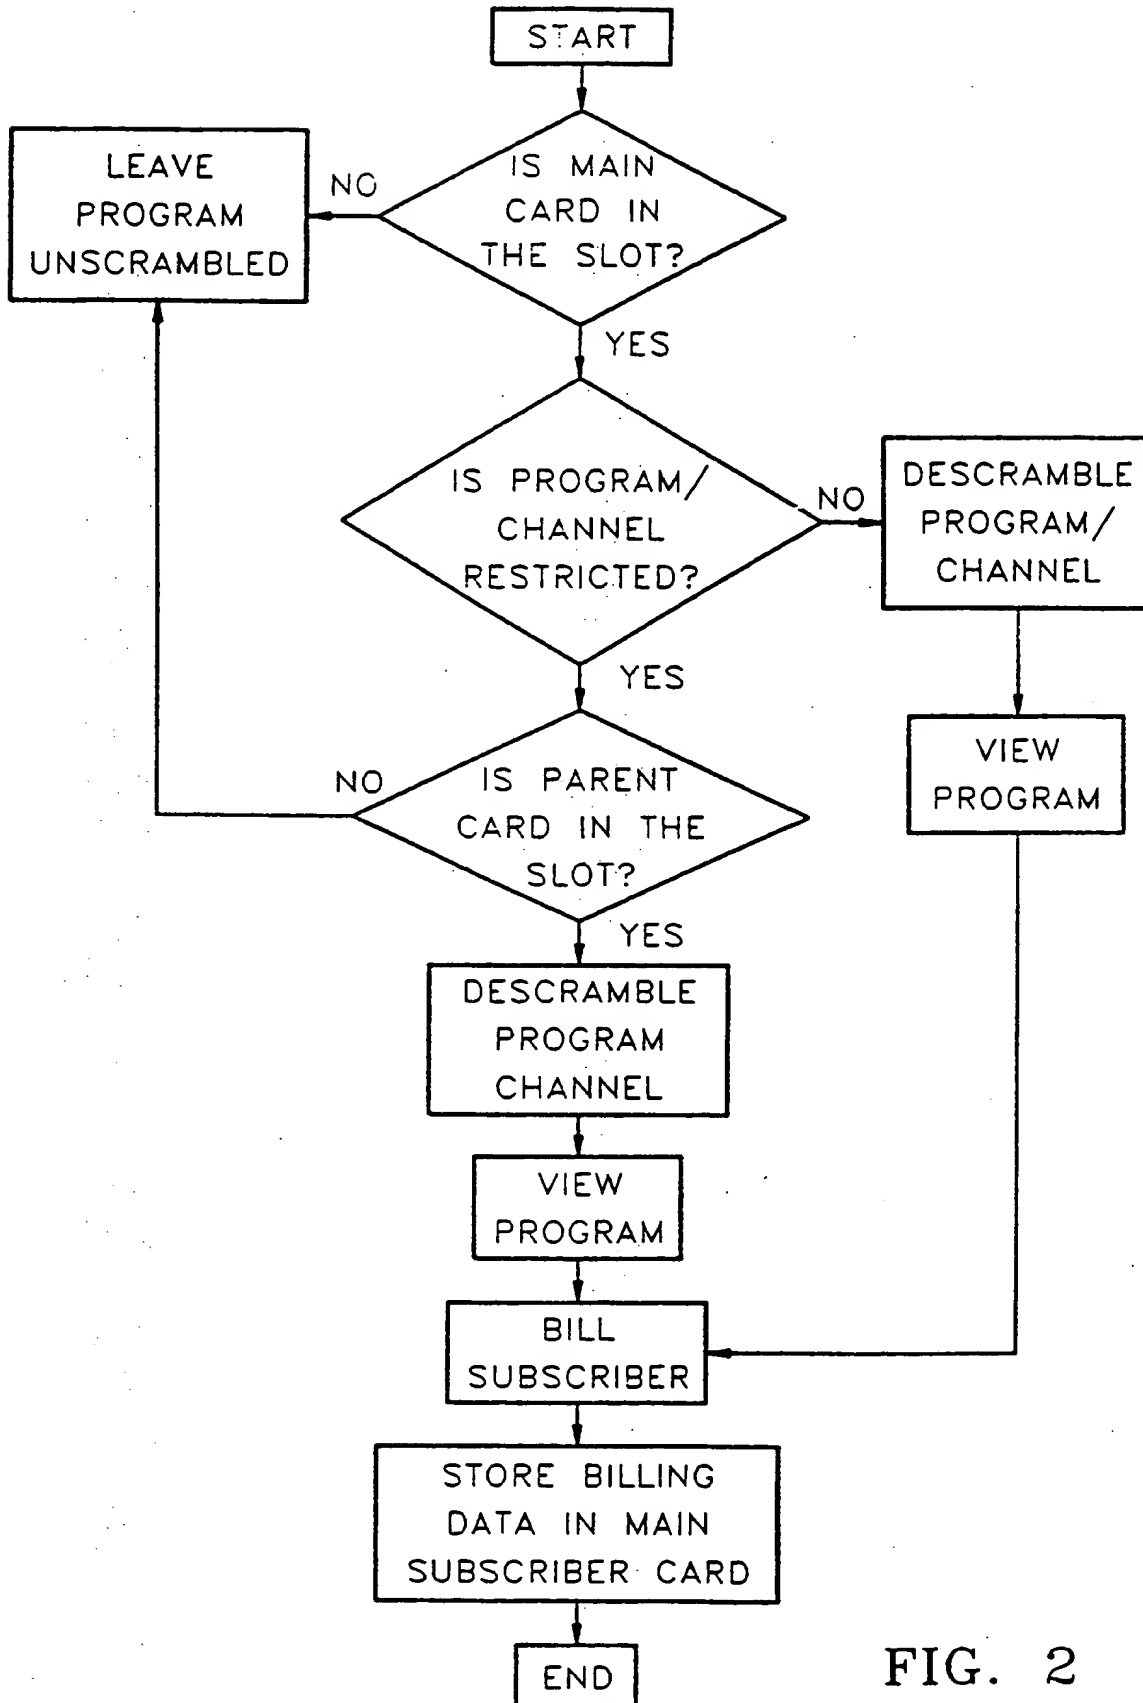 START
LEAVE
PROGRAM
UNSCRAMBLED
NO
IS MAIN
CARD IN
THE SLOT?
YES
IS PROGRAM/
CHANNEL
RESTRICTED?
NO
DESCRAMBLE
PROGRAM/
CHANNEL
YES
VIEW
PROGRAM
NO
IS PARENT
CARD IN THE
SLOT?
YES
DESCRAMBLE
PROGRAM
CHANNEL
VIEW
PROGRAM
BILL
SUBSCRIBER
STORE BILLING
DATA IN MAIN
SUBSCRIBER CARD
END
FIG. 2